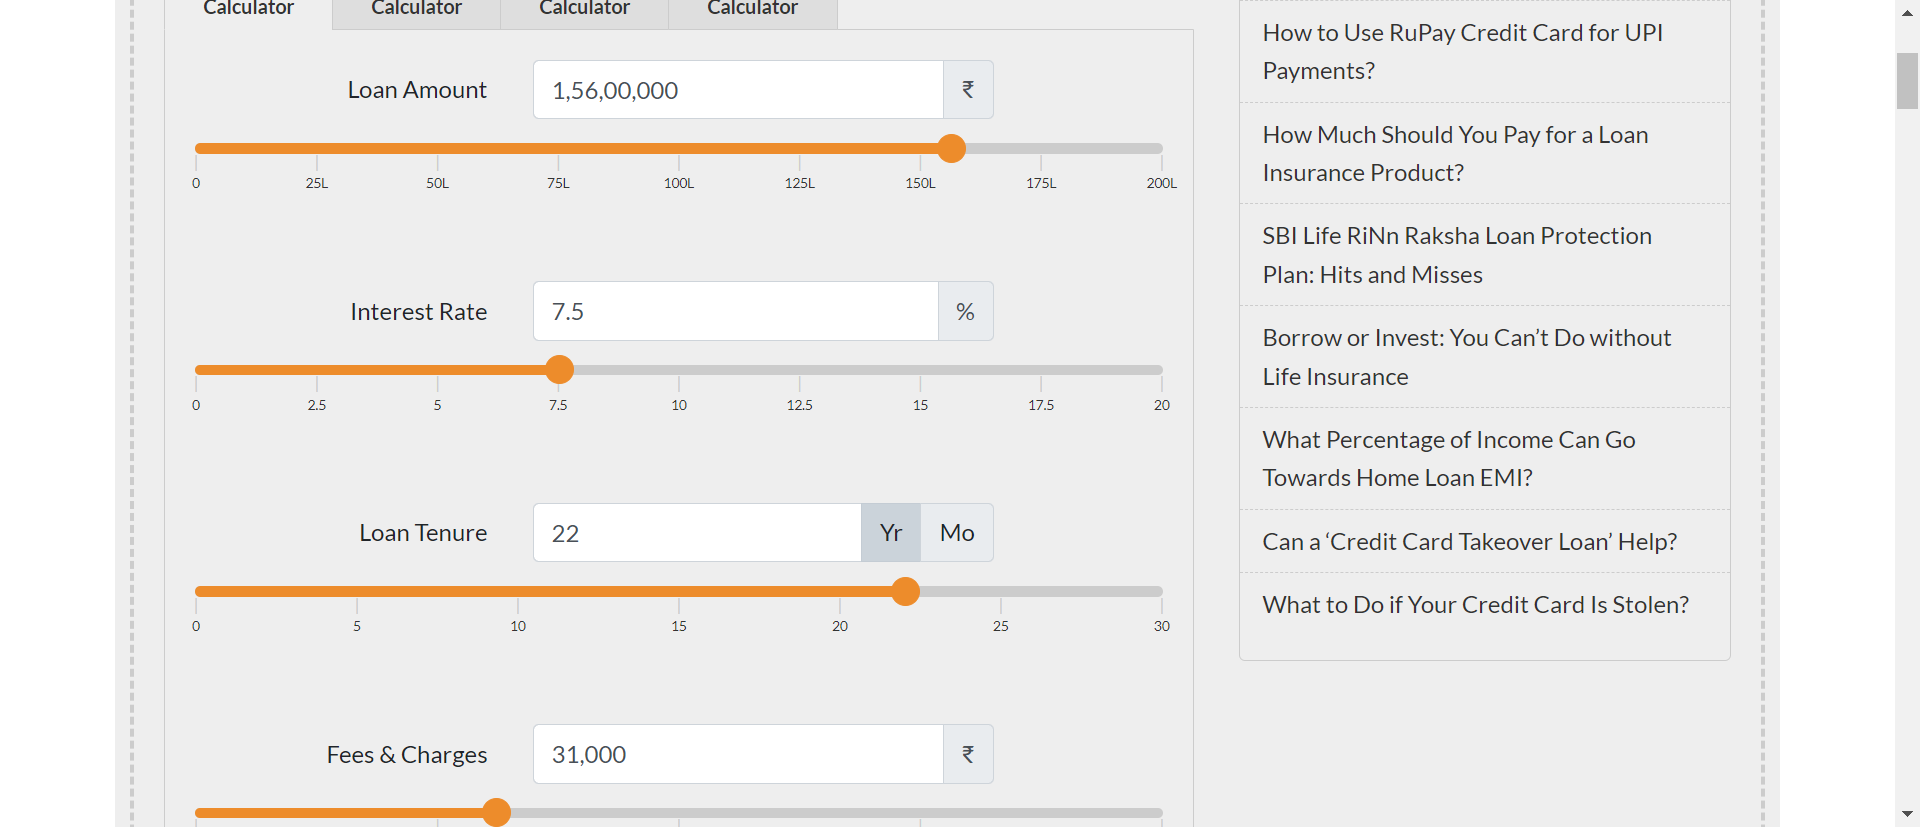 Calculator Calculator Calculator Calculator
Loan Amount 1,56,00,000 ₹
0 25L 50L 75L 100L 125L 150L 175L 200L
Interest Rate 7.5 %
0 2.5 5 7.5 10 12.5 15 17.5 20
Loan Tenure 22 Yr Mo
0 5 10 15 20 25 30
Fees & Charges 31,000 ₹
How to Use RuPay Credit Card for UPI
Payments?
How Much Should You Pay for a Loan
Insurance Product?
SBI Life RiNn Raksha Loan Protection
Plan: Hits and Misses
Borrow or Invest: You Can’t Do without
Life Insurance
What Percentage of Income Can Go
Towards Home Loan EMI?
Can a ‘Credit Card Takeover Loan’ Help?
What to Do if Your Credit Card Is Stolen?